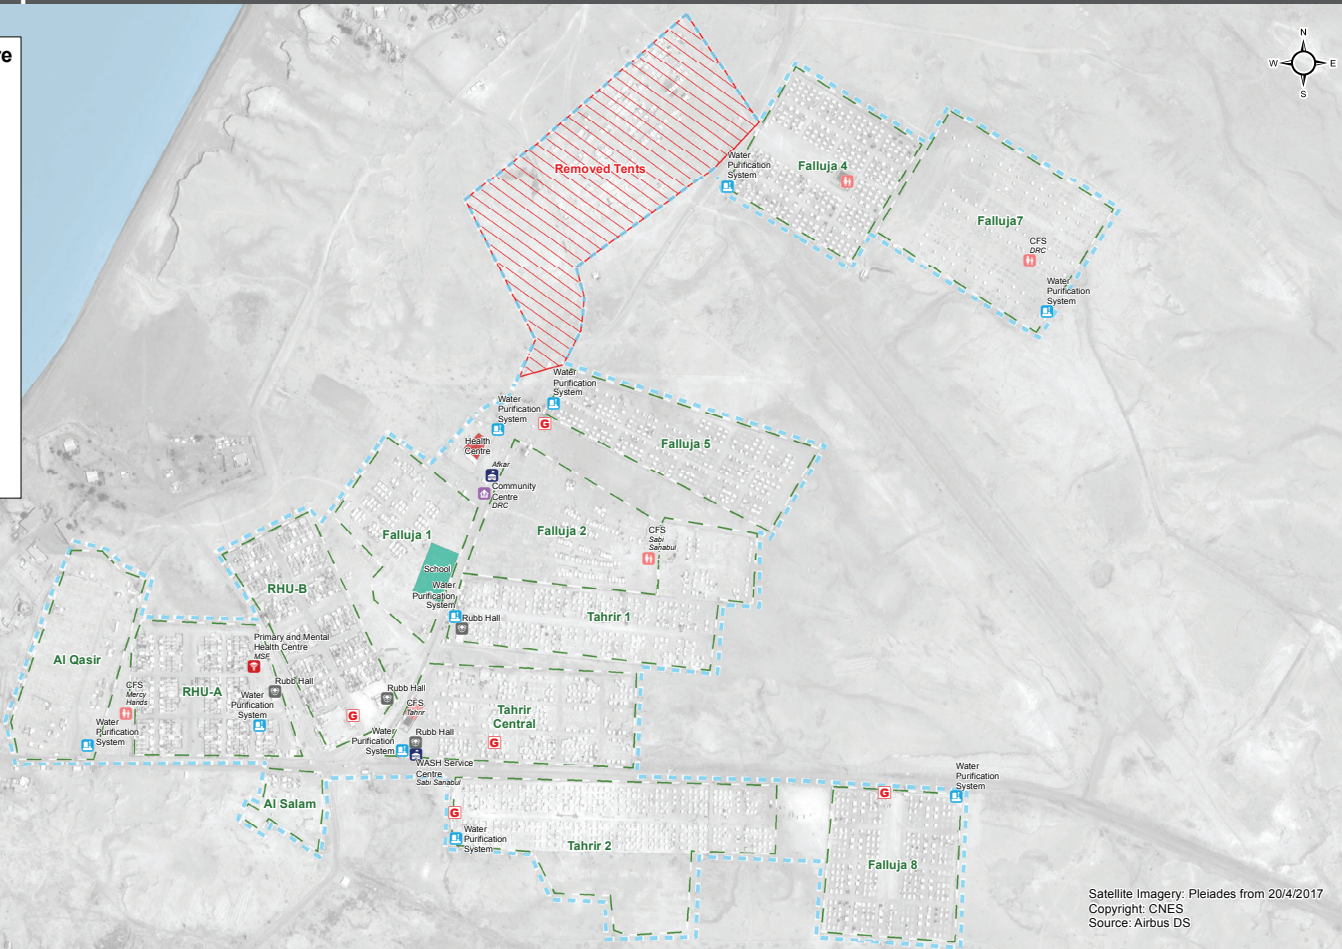 re
N
W
E
S
Removed Tents
Water
Purification
System
Falluja 4
Falluja7
CFS
DRC
Water
Purification
System
Water
Purification
System
Water
Purification
System
G
Health
Centre
Falluja 5
Afkar
Community
Centre
DRC
Falluja 1
Falluja 2
CFS
Sabi
Sanabul
School
Water
Purification
System
Rubb Hall
Tahrir 1
RHU-B
Primary and Mental
Health Centre
MSF
Al Qasir
RHU-A
Rubb Hall
CFS
Mercy
Hands
Water
Purification
System
Water
Purification
System
Rubb Hall
G
CFS
Tahrir
Tahrir
Central
G
Water
Purification
System
Rubb Hall
WASH Service
Centre
Sabi Sanabul
Al Salam
G
Water
Purification
System
Tahrir 2
G
Water
Purification
System
Falluja 8
Satellite Imagery: Pleiades from 20/4/2017
Copyright: CNES
Source: Airbus DS